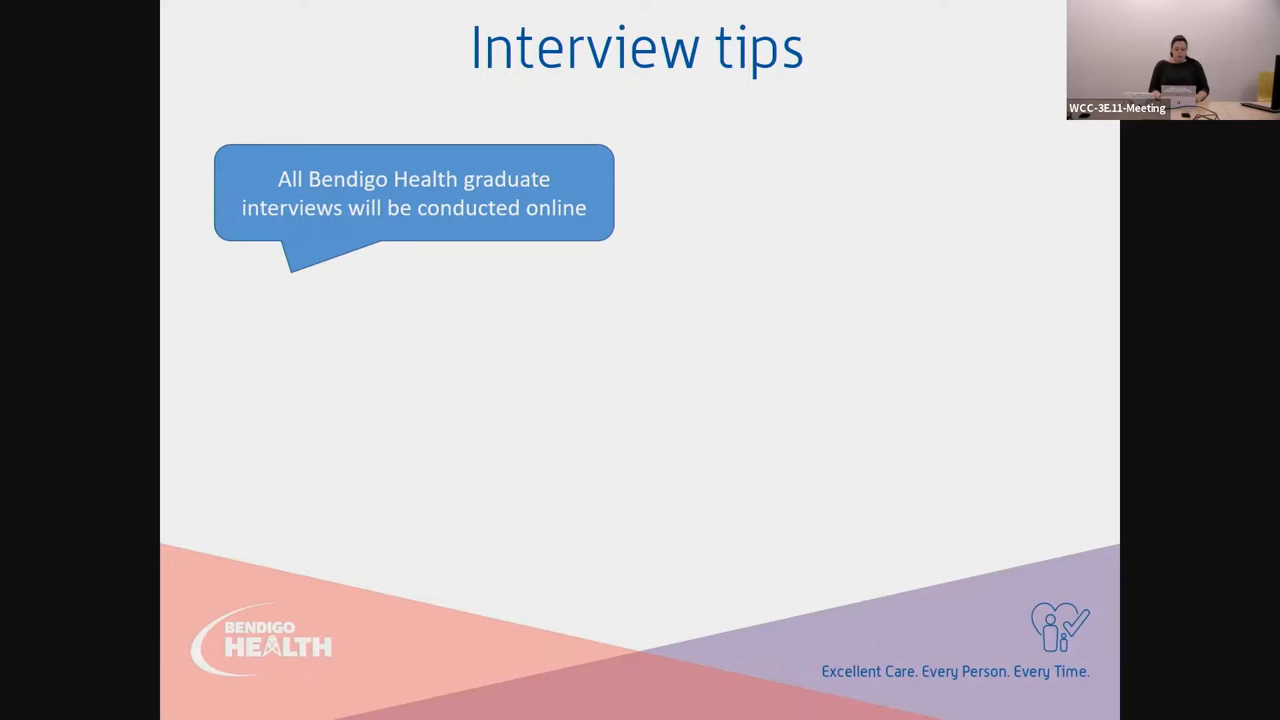 Interview tips
WCC-3E.11-Meeting
All Bendigo Health graduate
interviews will be conducted online
BENDIGO
HEALTH
Excellent Care. Every Person. Every Time.